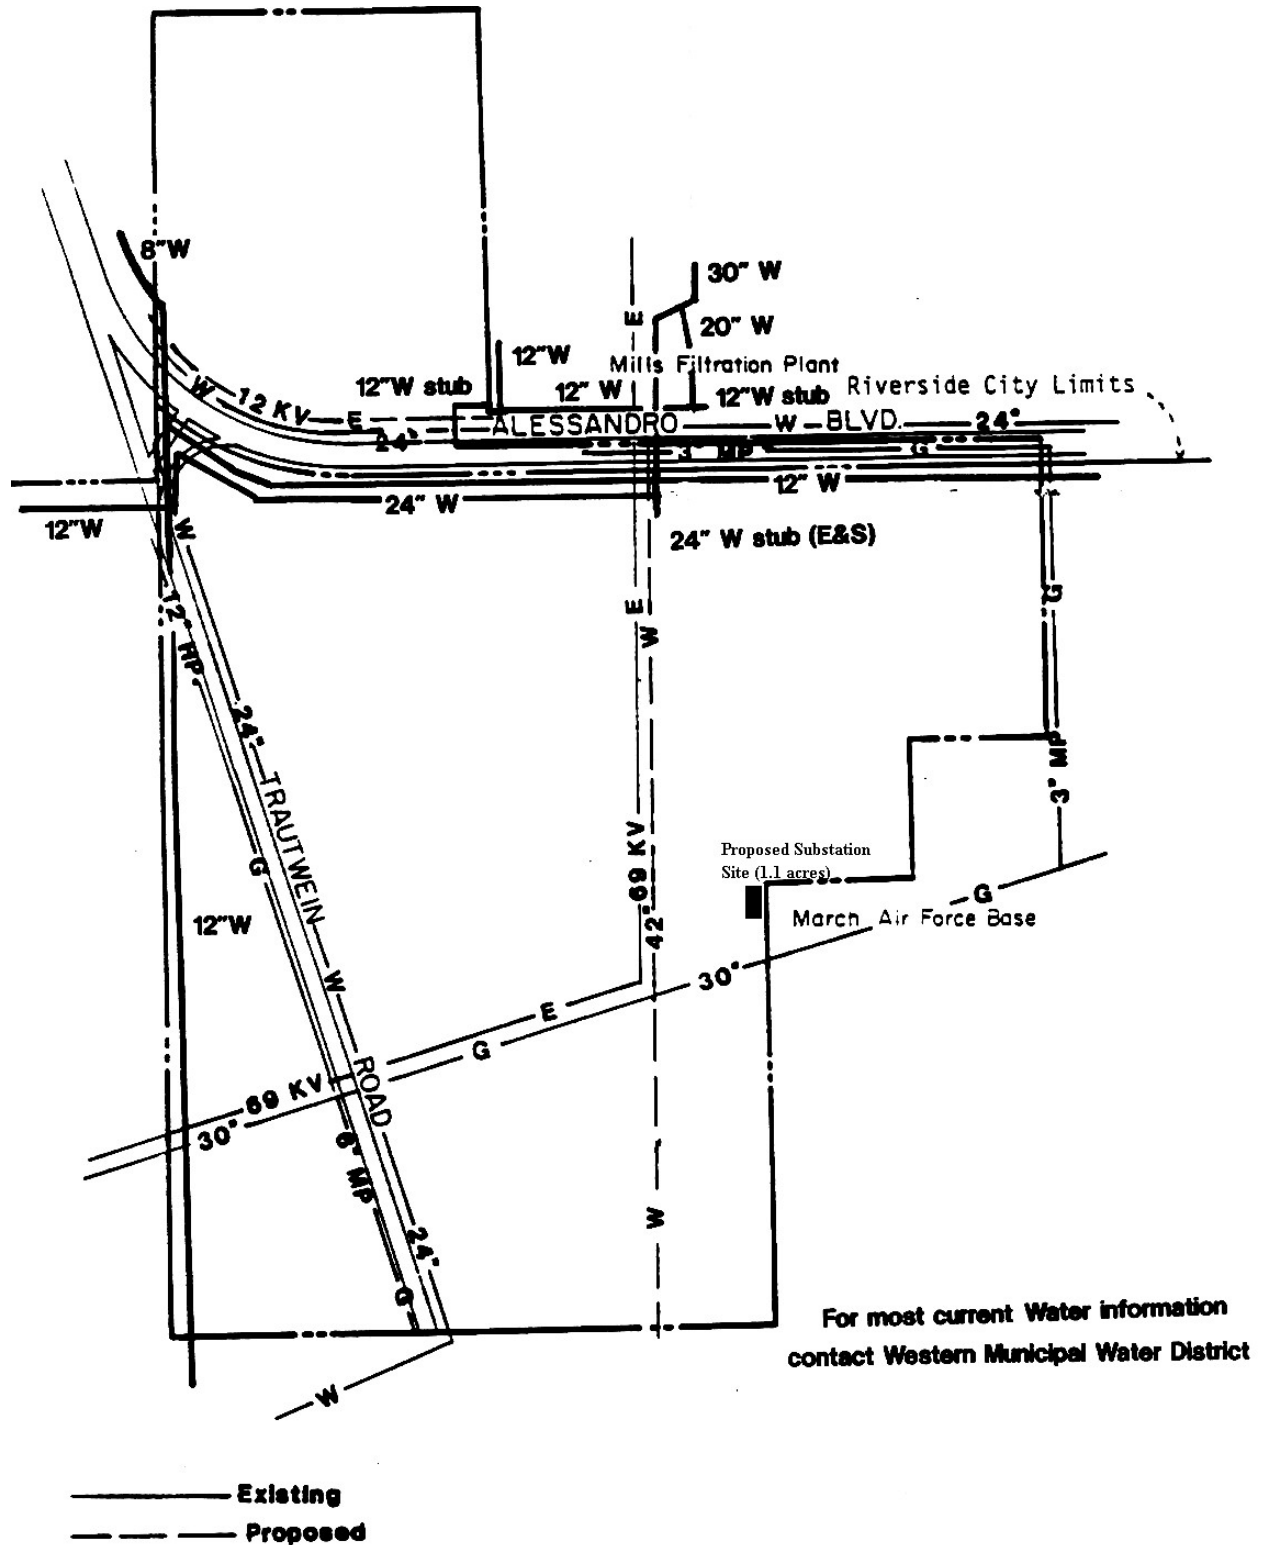 8"W
30" W
E
20" W
12"W
Mills Filtration Plant
12"W stub
12" W
12"W stub
Riverside City Limits
W
12 KV
E
ALESSANDRO
W
BLVD.
24"
24"
3" MP
G
12" W
24" W
12"W
W
24" W stub (E&S)
12" HP.
E
W
G
24"
TRAUTWEIN
3" MP
G
69 KV
Proposed Substation
Site (1.1 acres)
12"W
42"
G
March Air Force Base
W
30"
E
G
ROAD
69 KV
30"
6" MP
W
24"
G
For most current Water information
contact Western Municipal Water District
W
Existing
Proposed